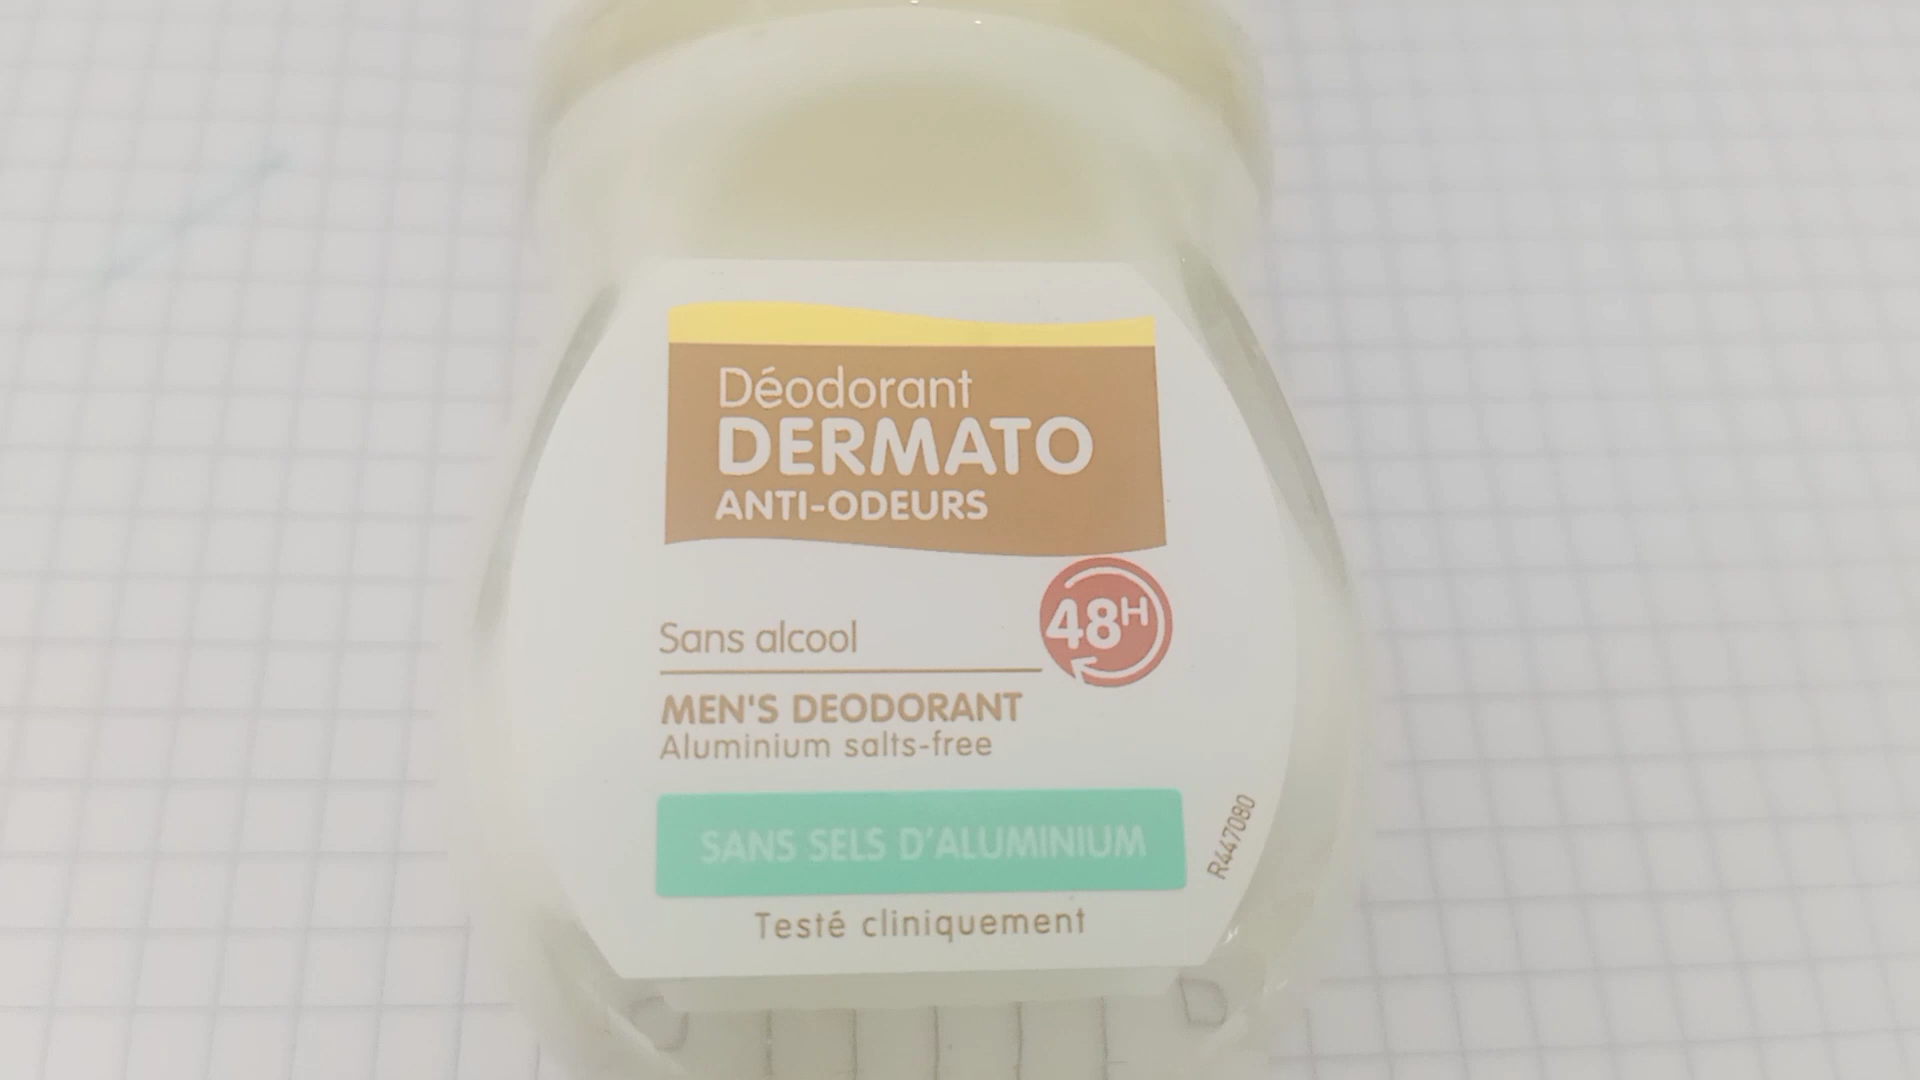 Déodorant
DERMATO
ANTI-ODEURS
48H
Sans alcool
MEN'S DEODORANT
Aluminium salts-free
SANS SELS D'ALUMINIUM
R447080
Testé cliniquement